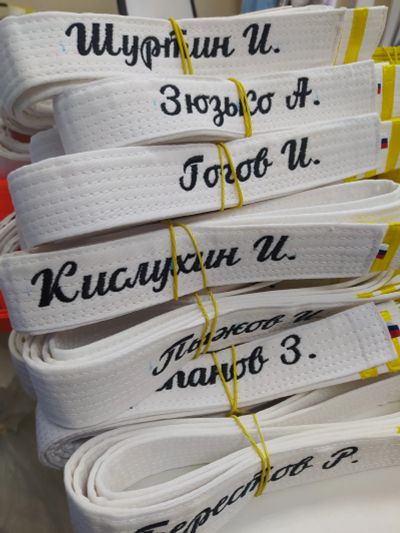 Шуртин И.
Зюзько А.
Гогов И.
Кислухин И.
Пыжов И.
З.
Берестов Р.